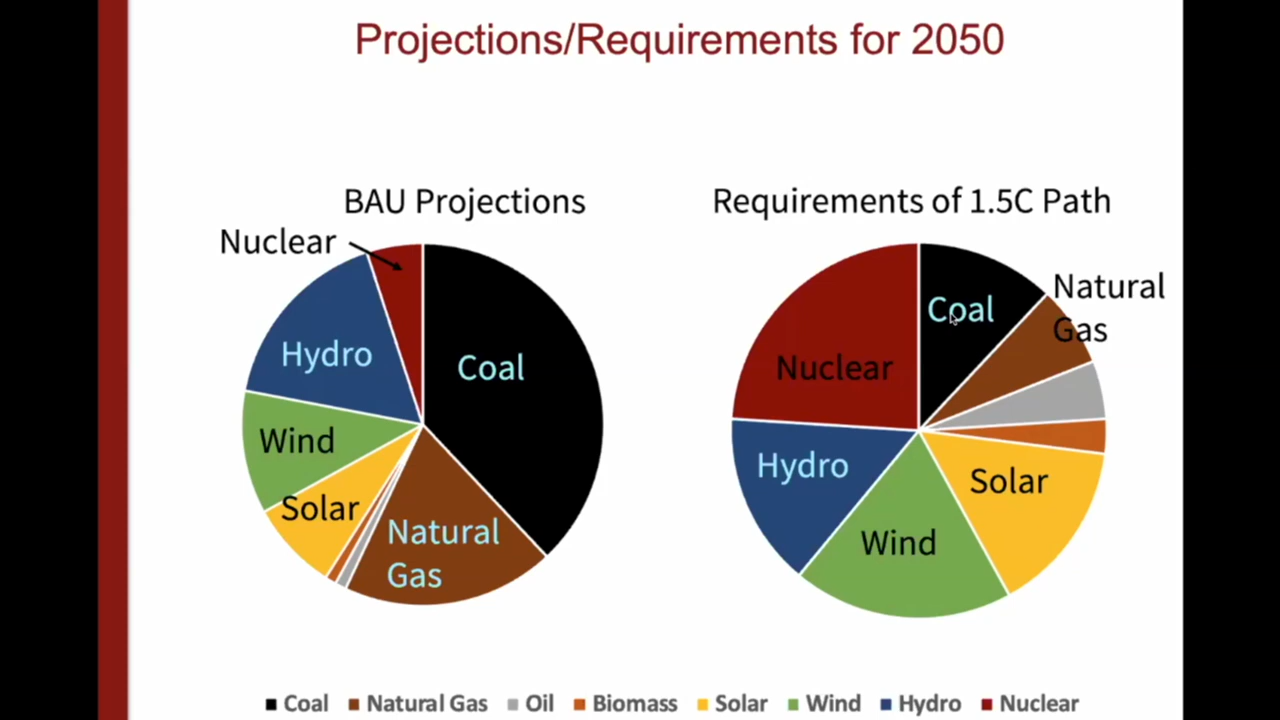 Projections/Requirements for 2050
BAU Projections
Nuclear
Hydro
Coal
Wind
Solar
Natural
Gas
Requirements of 1.5C Path
Coal
Natural
Gas
Nuclear
Hydro
Solar
Wind
Coal Natural Gas Oil Biomass Solar Wind Hydro Nuclear